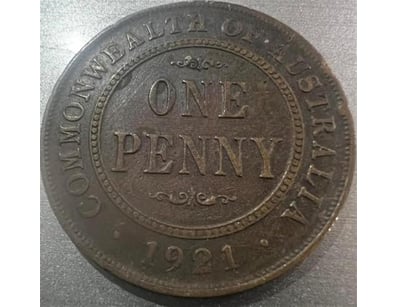 COMMONWEALTH OF AUSTRALIA
ONE
PENNY
· 1921 ·